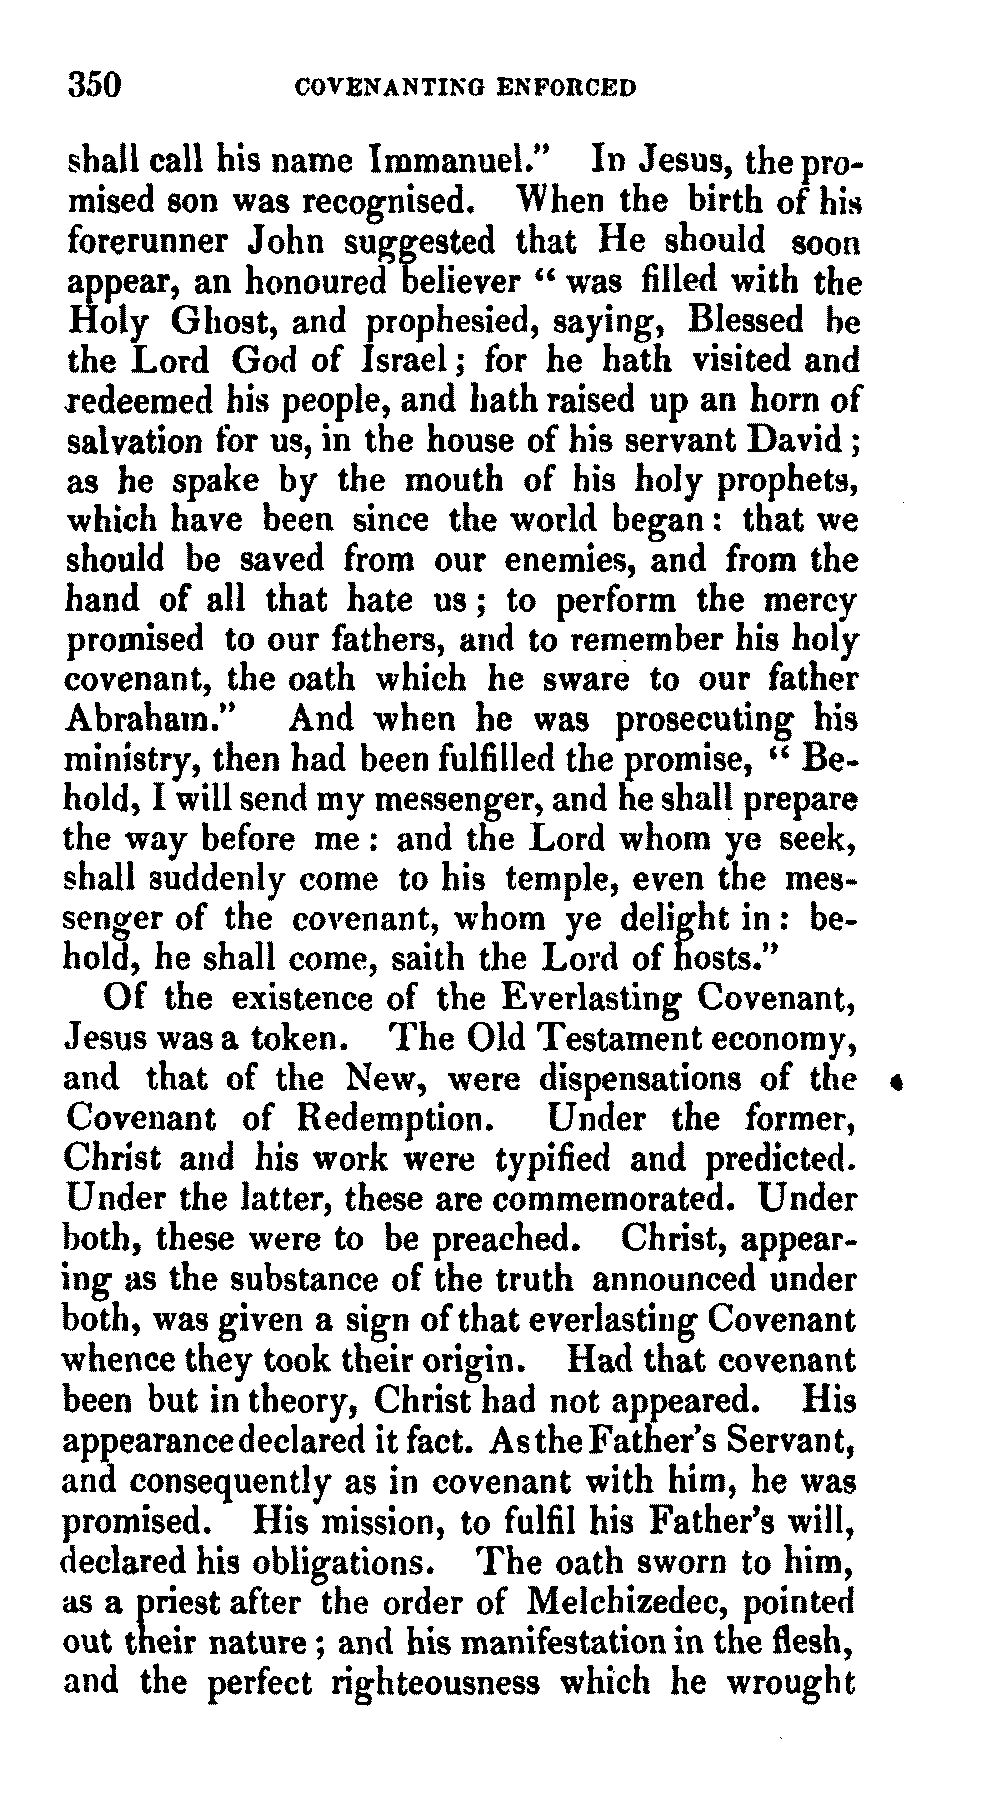 350 COVENANTING ENFORCED
shall call his name Immanuel." In Jesus, the pro-
mised son was recognised. When the birth of his
forerunner John suggested that He should soon
appear, an honoured believer " was filled with the
Holy Ghost, and prophesied, saying, Blessed be
the Lord God of Israel ; for he hath visited and
redeemed his people, and hath raised up an horn of
salvation for us, in the house of his servant David ;
as he spake by the mouth of his holy prophets,
which have been since the world began : that we
should be saved from our enemies, and from the
hand of all that hate us ; to perform the mercy
promised to our fathers, and to remember his holy
covenant, the oath which he sware to our father
Abraham." And when he was prosecuting his
ministry, then had been fulfilled the promise, " Be-
hold, I will send my messenger, and he shall prepare
the way before me : and the Lord whom ye seek,
shall suddenly come to his temple, even the mes-
senger of the covenant, whom ye delight in : be-
hold, he shall come, saith the Lord of hosts."
Of the existence of the Everlasting Covenant,
Jesus was a token. The Old Testament economy,
and that of the New, were dispensations of the
Covenant of Redemption. Under the former,
Christ and his work were typified and predicted.
Under the latter, these are commemorated. Under
both, these were to be preached. Christ, appear-
ing as the substance of the truth announced under
both, was given a sign of that everlasting Covenant
whence they took their origin. Had that covenant
been but in theory, Christ had not appeared. His
appearance declared it fact. As the Father's Servant,
and consequently as in covenant with him, he was
promised. His mission, to fulfil his Father's will,
declared his obligations. The oath sworn to him,
as a priest after the order of Melchizedec, pointed
out their nature ; and his manifestation in the flesh,
and the perfect righteousness which he wrought